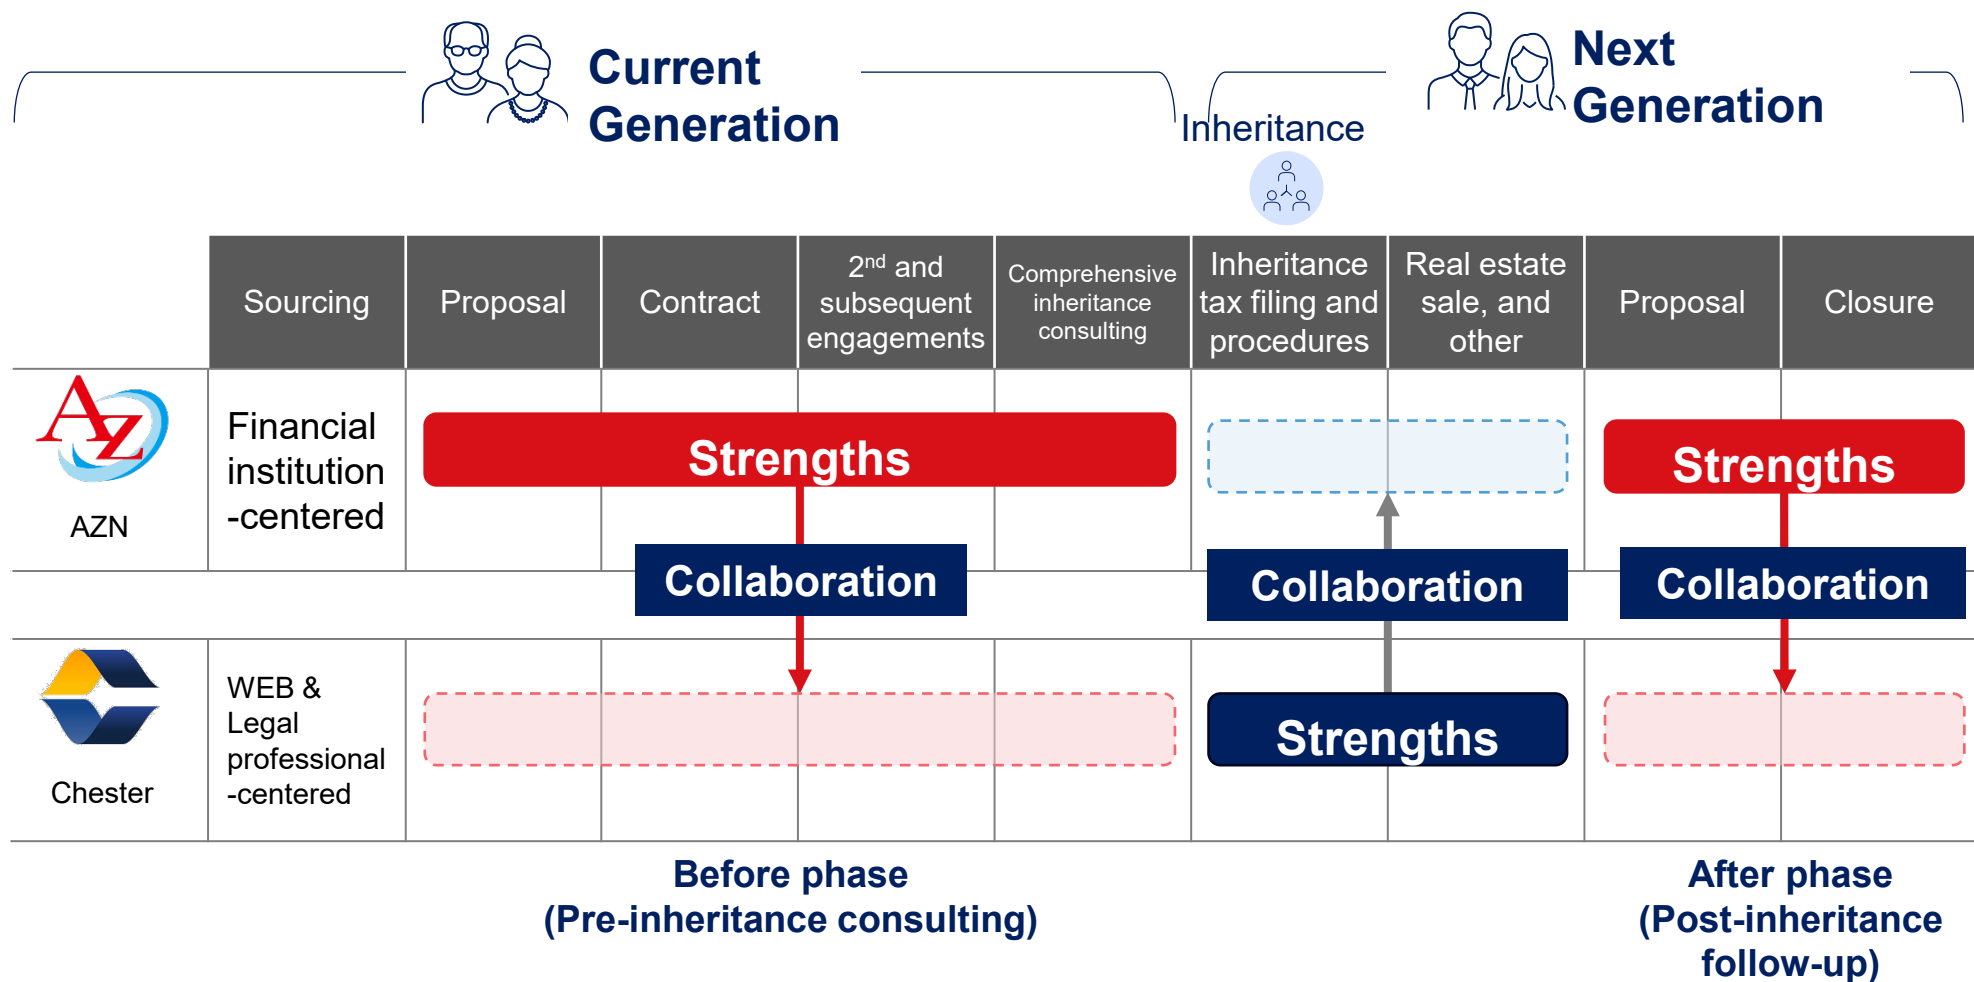 Current
Generation
Next
Generation
Inheritance
Sourcing
Proposal
Contract
2nd and
subsequent
engagements
Comprehensive
inheritance
consulting
Inheritance
tax filing and
procedures
Real estate
sale, and
other
Proposal
Closure
AZ
AZN
Financial
institution
-centered
Strengths
Strengths
Collaboration
Collaboration
Collaboration
Chester
WEB &
Legal
professional
-centered
Strengths
Before phase
(Pre-inheritance consulting)
After phase
(Post-inheritance
follow-up)